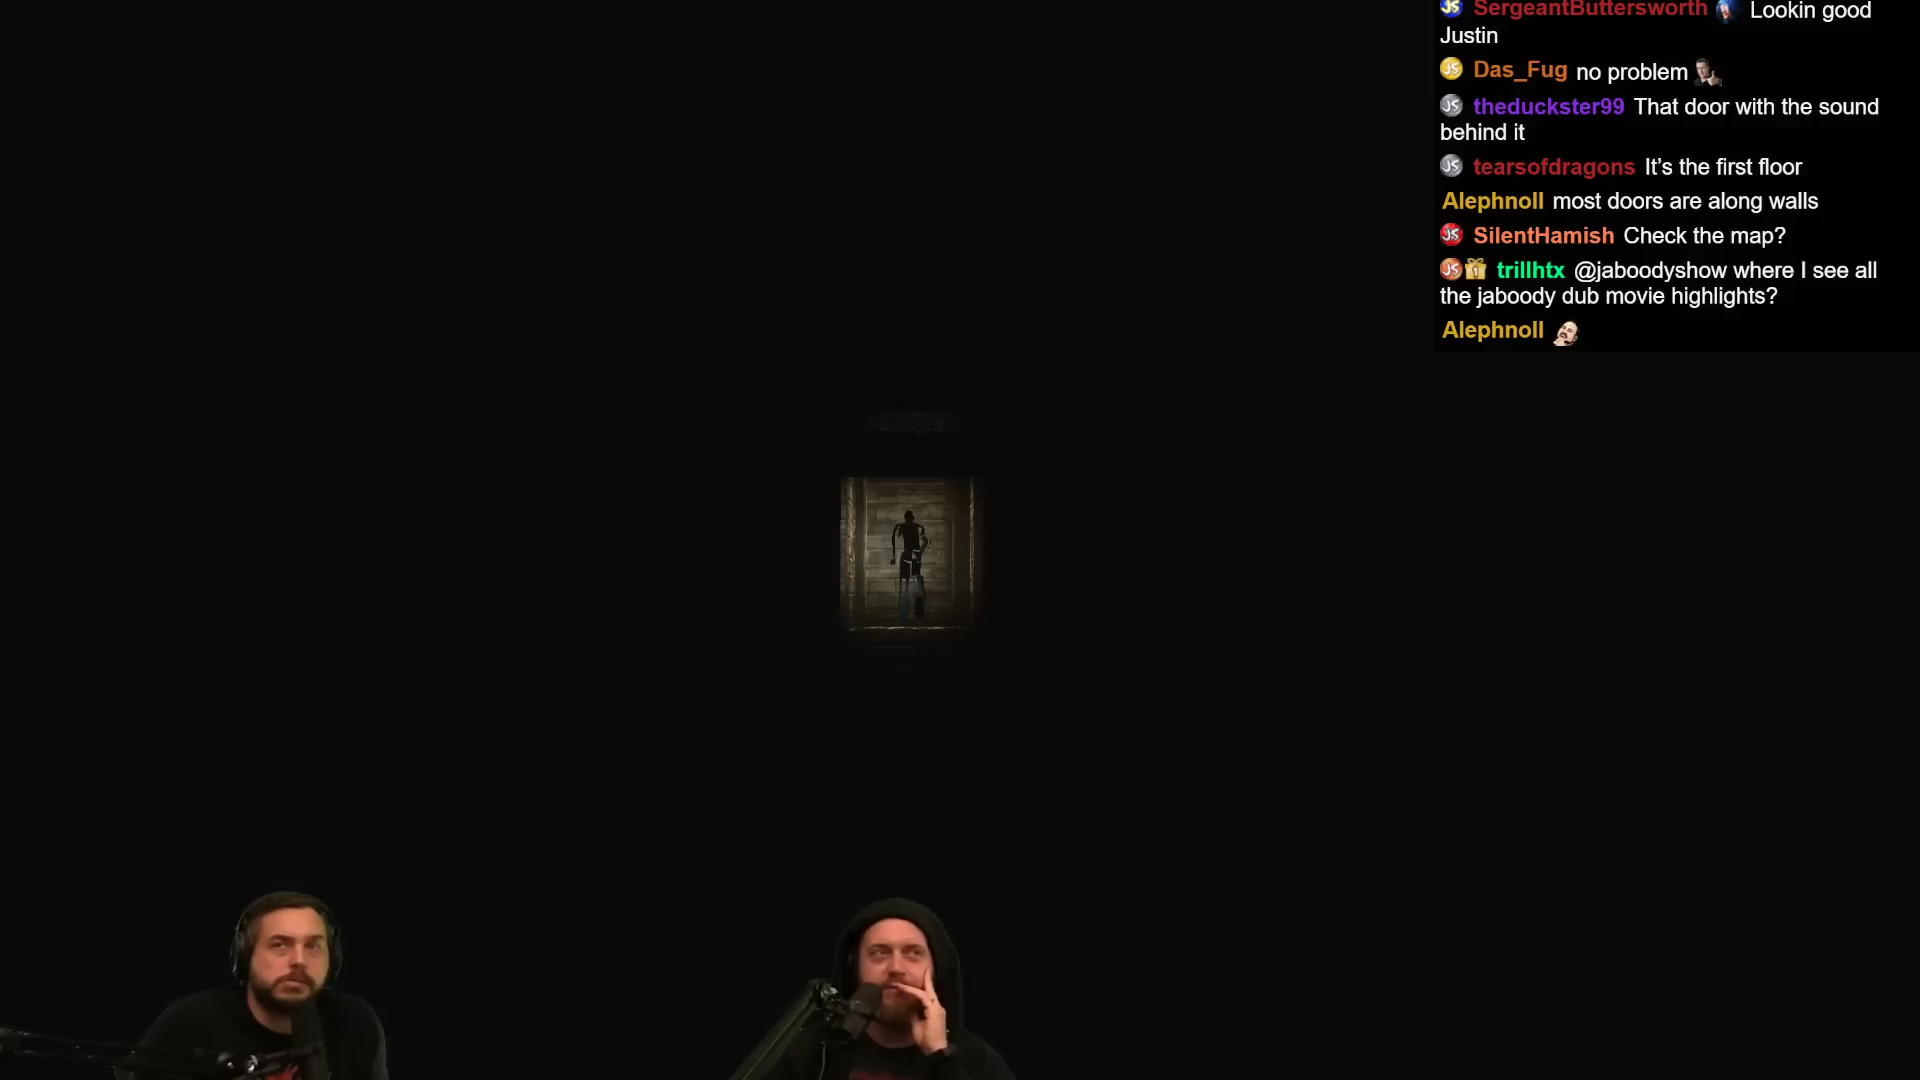 SergeantButtersworth Lookin good
Justin
Das_Fug no problem
theduckster99 That door with the sound
behind it
tearsofdragons It’s the first floor
Alephnoll most doors are along walls
SilentHamish Check the map?
trillhtx @jaboodyshow where I see all
the jaboody dub movie highlights?
Alephnoll